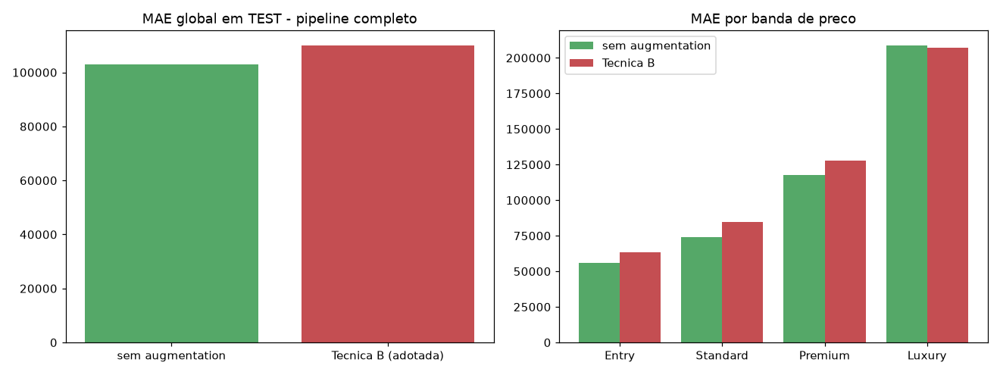 MAE global em TEST - pipeline completo
100000
80000
60000
40000
20000
0
sem augmentation
Tecnica B (adotada)
MAE por banda de preco
sem augmentation
Tecnica B
200000
175000
150000
125000
100000
75000
50000
25000
0
Entry
Standard
Premium
Luxury